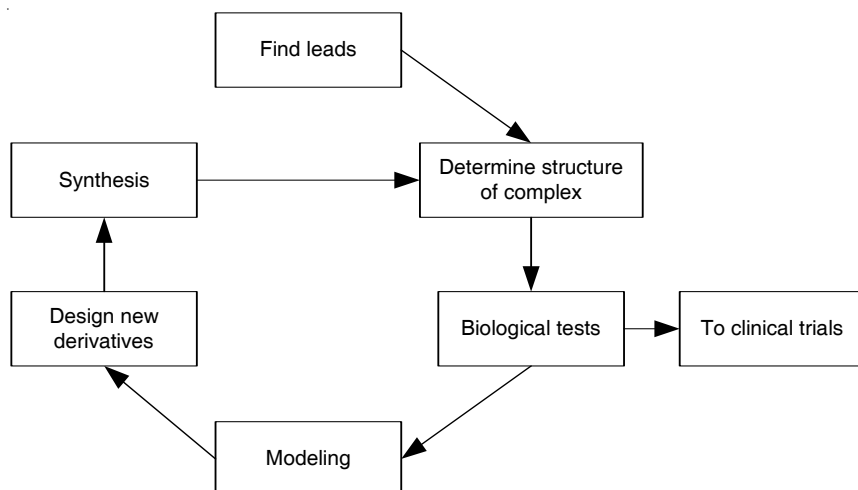 Find leads
Synthesis
Determine structure
of complex
Design new
derivatives
Biological tests
To clinical trials
Modeling